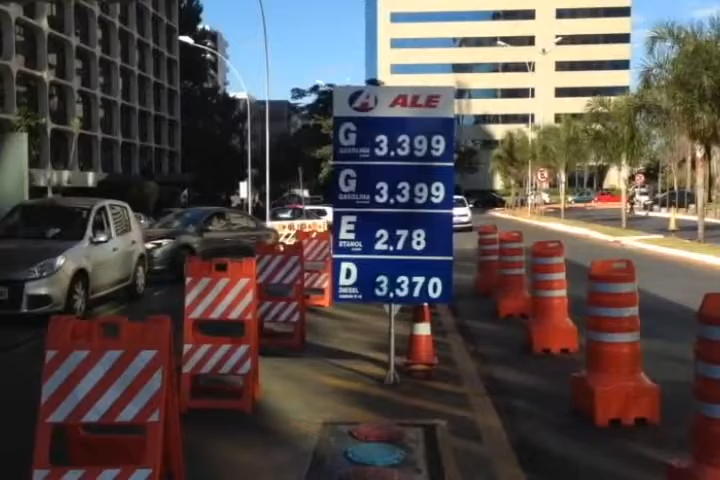 ALE
G GASOLINA 3.399
G GASOLINA 3.399
E ETANOL 2.78
D DIESEL 3.370